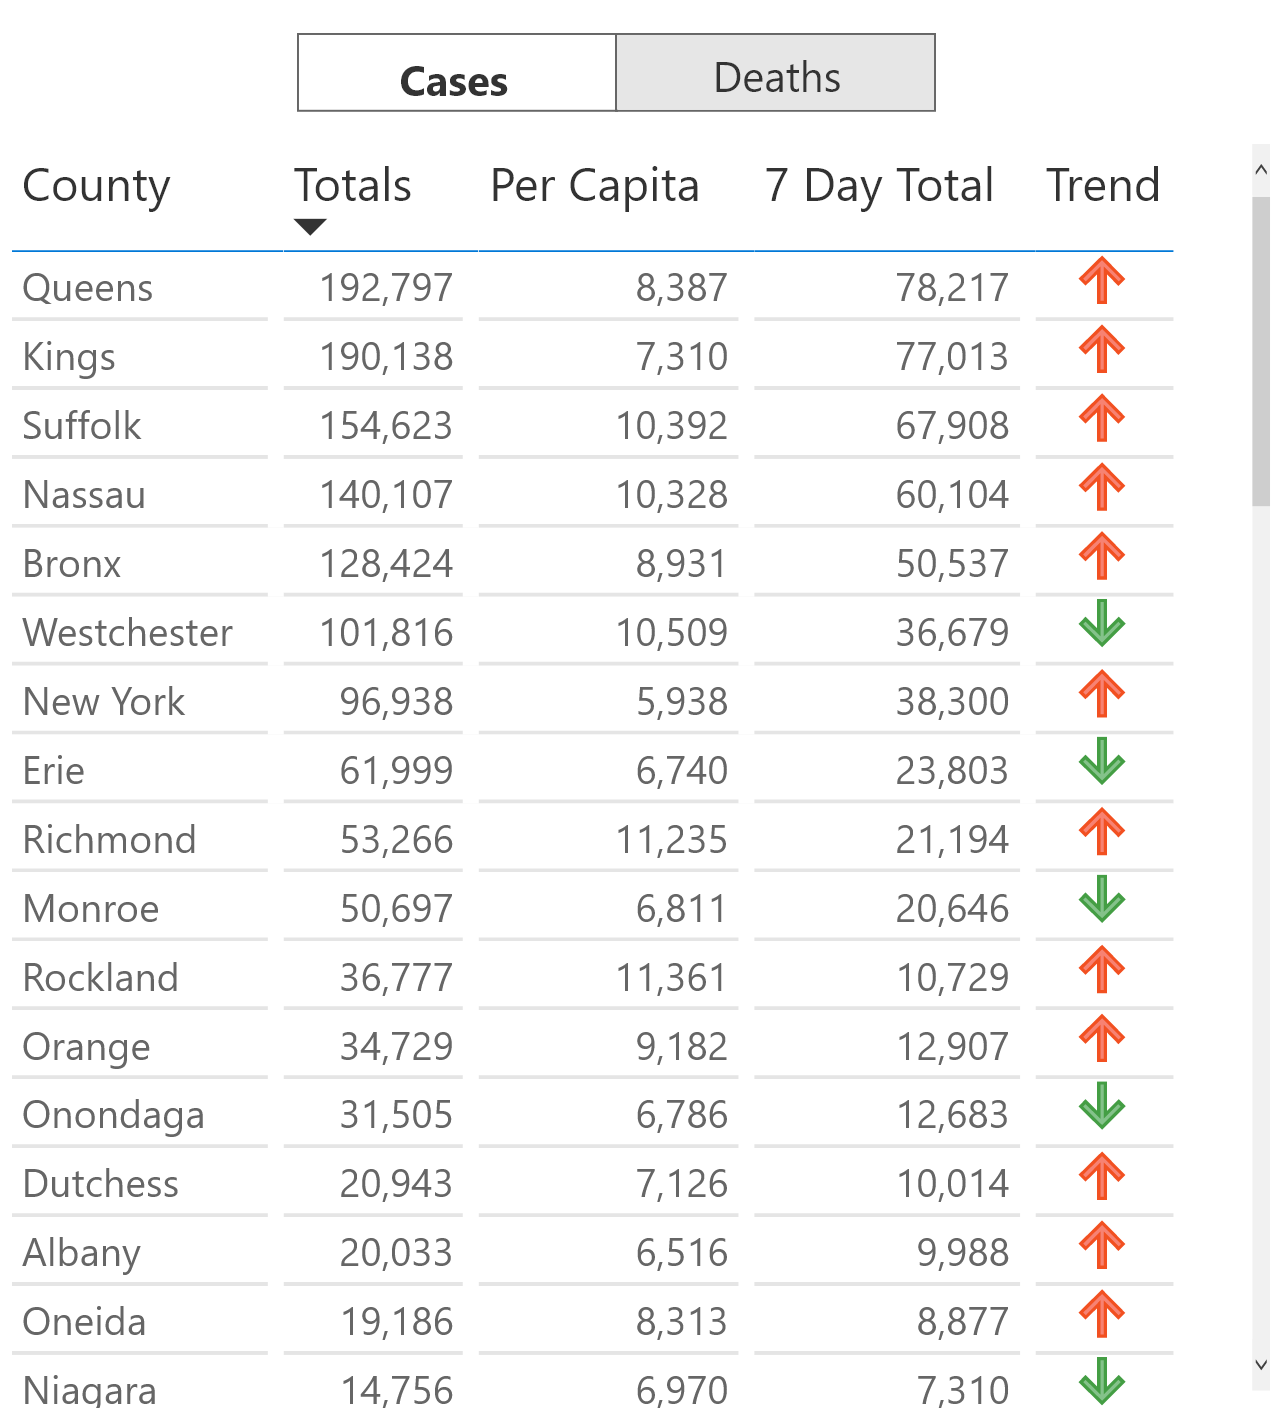 Cases Deaths
County Totals Per Capita 7 Day Total Trend
Queens 192,797 8,387 78,217
Kings 190,138 7,310 77,013
Suffolk 154,623 10,392 67,908
Nassau 140,107 10,328 60,104
Bronx 128,424 8,931 50,537
Westchester 101,816 10,509 36,679
New York 96,938 5,938 38,300
Erie 61,999 6,740 23,803
Richmond 53,266 11,235 21,194
Monroe 50,697 6,811 20,646
Rockland 36,777 11,361 10,729
Orange 34,729 9,182 12,907
Onondaga 31,505 6,786 12,683
Dutchess 20,943 7,126 10,014
Albany 20,033 6,516 9,988
Oneida 19,186 8,313 8,877
Niagara 14,756 6,970 7,310